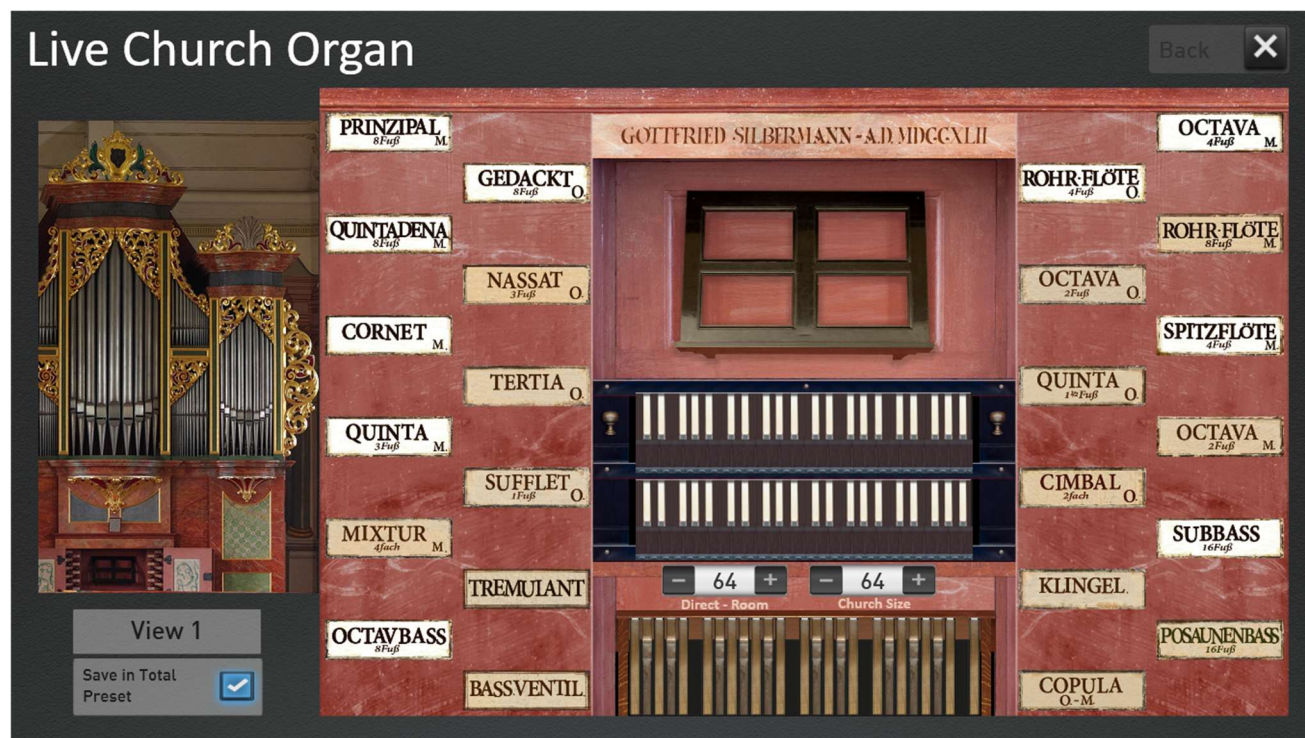 Live Church Organ
Back
GOTTFRIED SILBERMANN - A.D. MDCCXLII
PRINZIPAL
8Fuß M.
GEDACKT
8Fuß O.
QUINTADENA
8Fuß M.
NASSAT
3Fuß O.
CORNET
M.
TERTIA
O.
QUINTA
3Fuß M.
SUFFLET
1Fuß O.
MIXTUR
4fach M.
TREMULANT
OCTAVBASS
8Fuß
BASSVENTIL.
OCTAVA
4Fuß M.
ROHR·FLÖTE
4Fuß O.
ROHR·FLÖTE
8Fuß M.
OCTAVA
2Fuß O.
SPITZFLÖTE
4Fuß M.
QUINTA
1½Fuß O.
OCTAVA
2Fuß M.
CIMBAL
2fach O.
SUBBASS
16Fuß
KLINGEL.
POSAUNENBASS
16Fuß
COPULA
O.-M.
64 64
Direct - Room Church Size
View 1
Save in Total
Preset